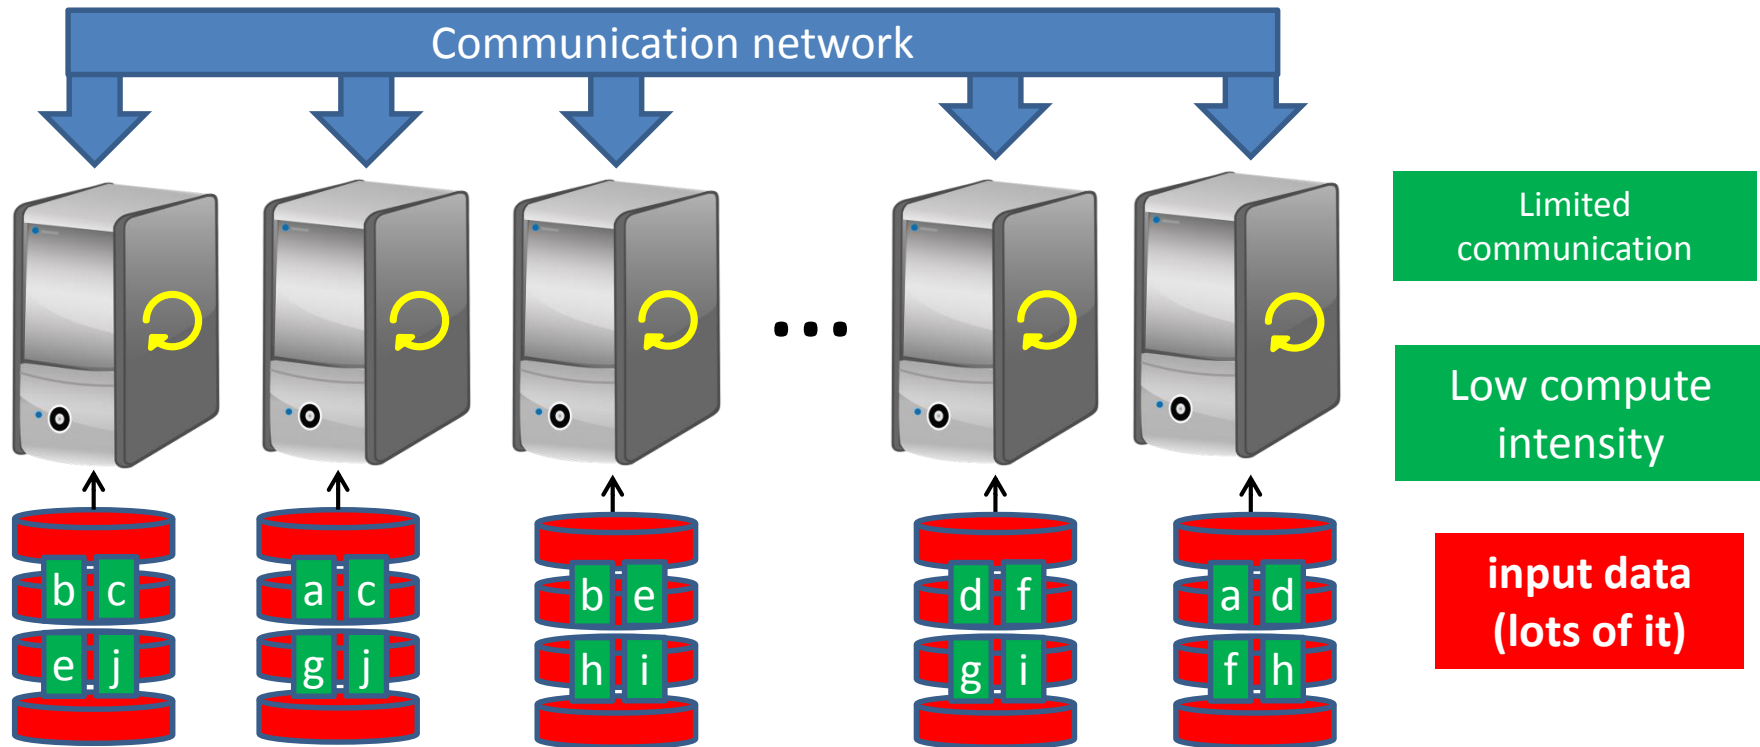 Communication network
Limited
communication
Low compute
intensity
b c
a c
b e
d f
a d
e j
g j
h i
g i
f h
input data
(lots of it)